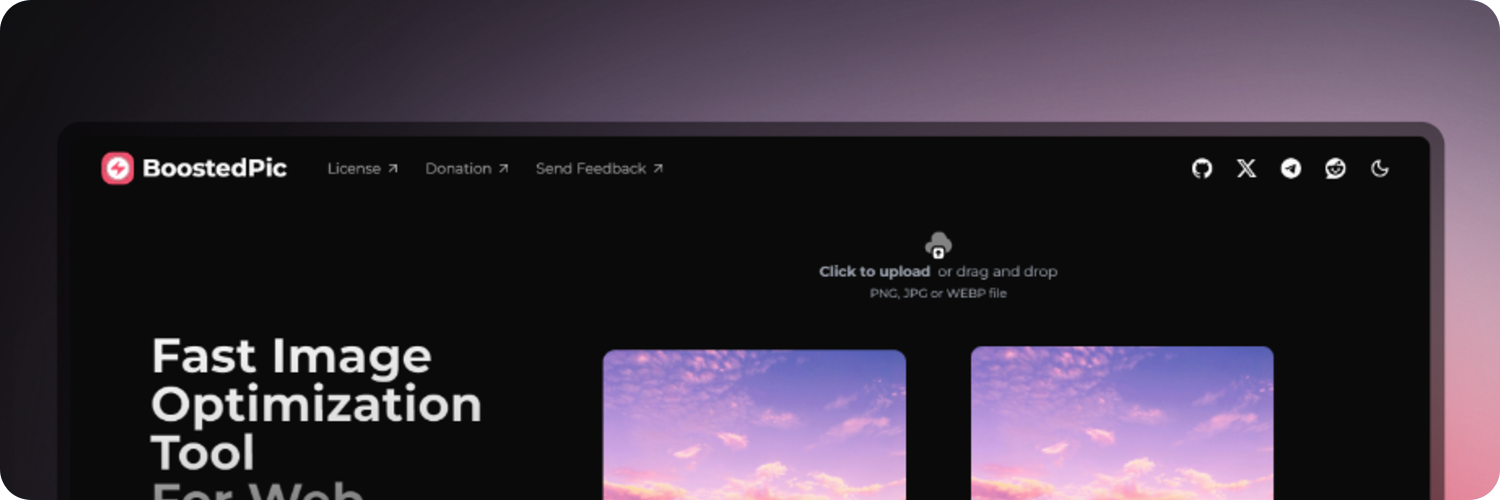 BoostedPic
License
Donation
Send Feedback
Click to upload or drag and drop
PNG, JPG or WEBP file
Fast Image
Optimization
Tool
For Web